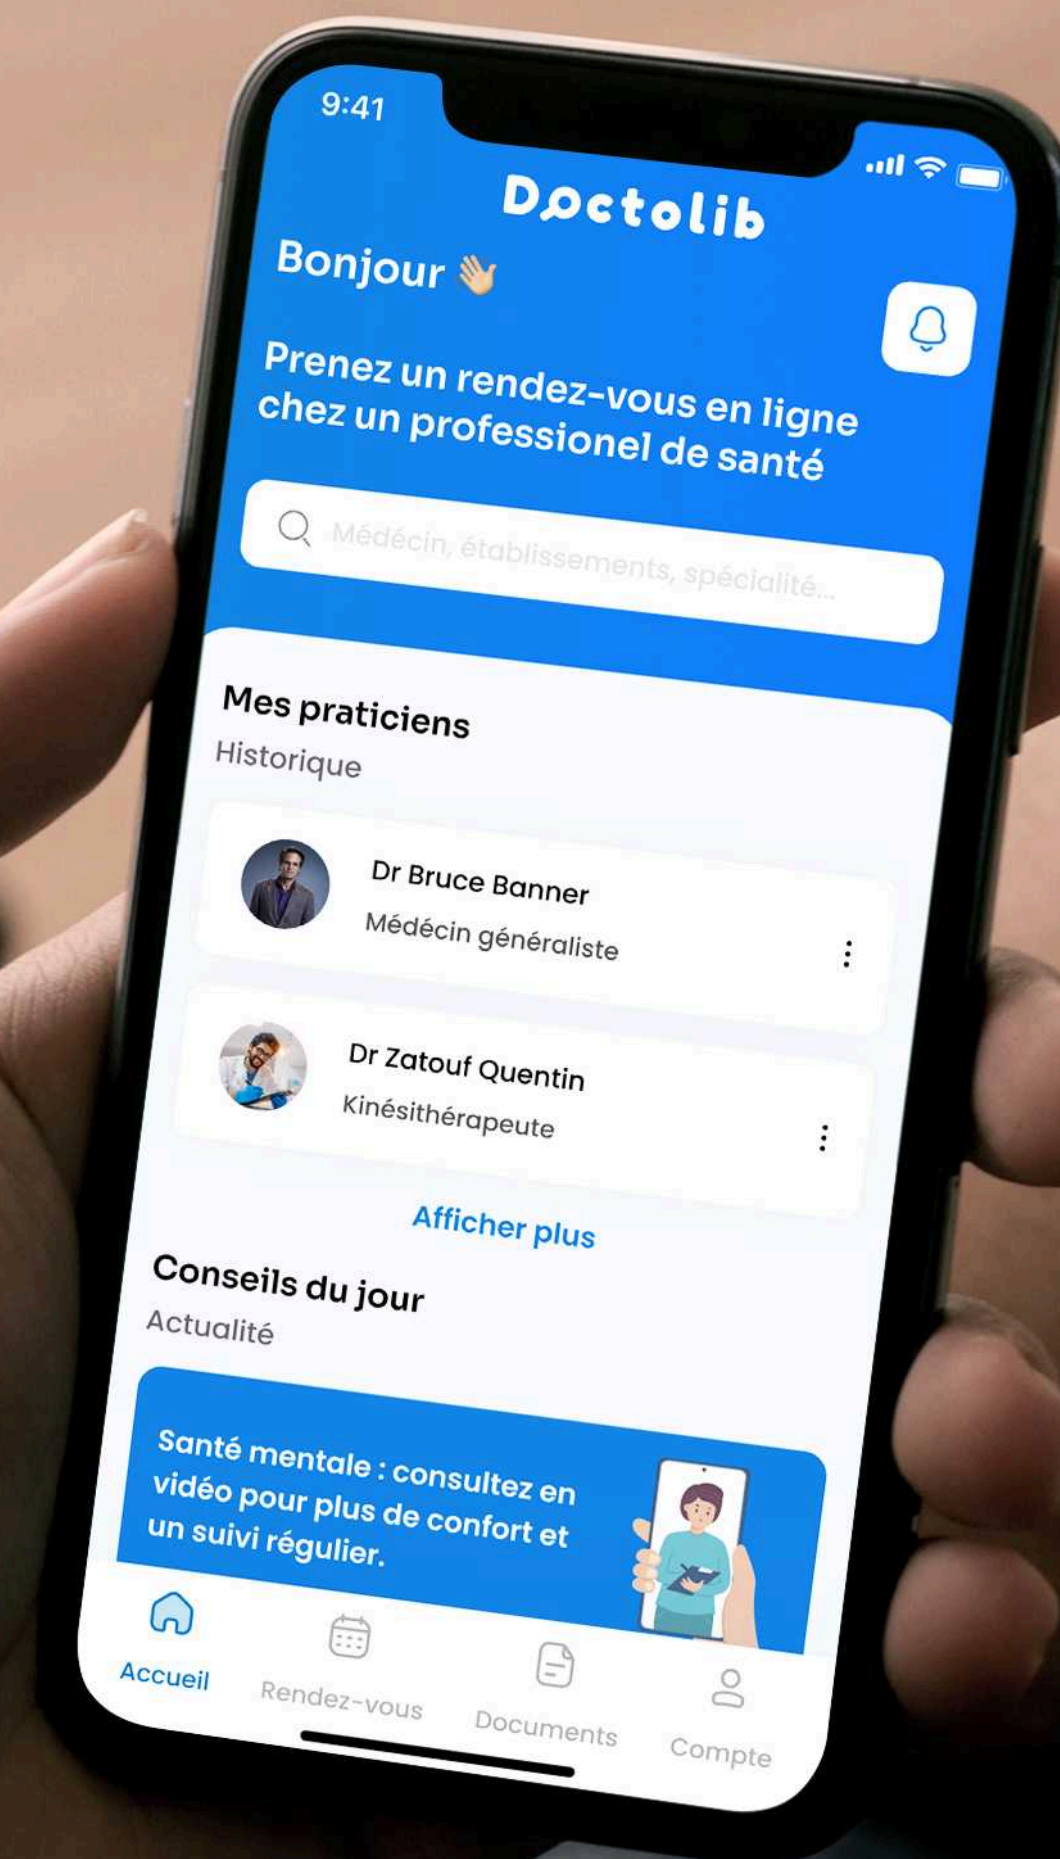 9:41
Doctolib
Bonjour 👋
Prenez un rendez-vous en ligne
chez un professionel de santé
Médécin, établissements, spécialité...
Mes praticiens
Historique
Dr Bruce Banner
Médécin généraliste
Dr Zatouf Quentin
Kinésithérapeute
Afficher plus
Conseils du jour
Actualité
Santé mentale : consultez en
vidéo pour plus de confort et
un suivi régulier.
Accueil
Rendez-vous
Documents
Compte